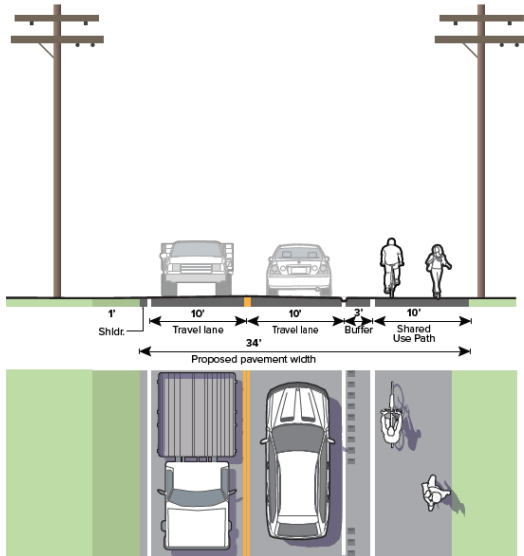 1' 10' 10' 3' 10'
Shldr. Travel lane Travel lane Buffer Shared
Use Path
34'
Proposed pavement width